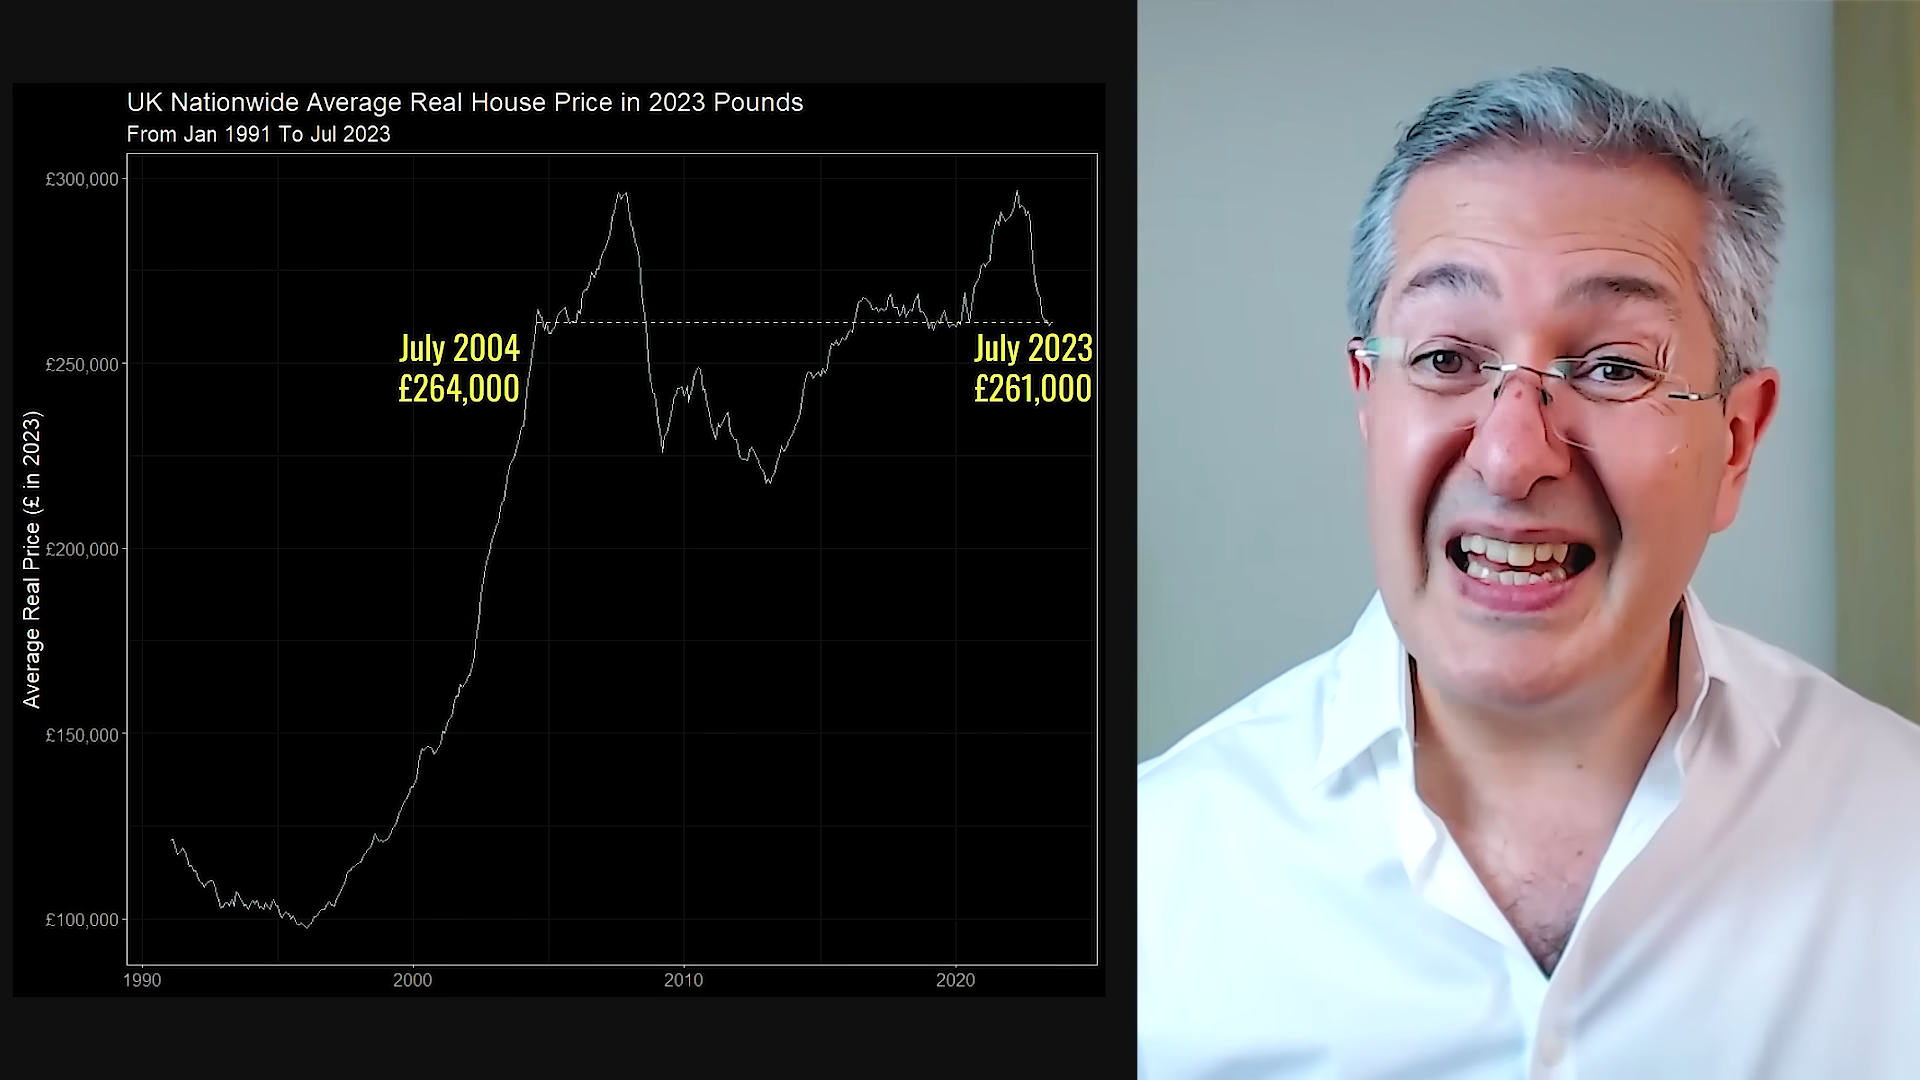 UK Nationwide Average Real House Price in 2023 Pounds
From Jan 1991 To Jul 2023
Average Real Price (£ in 2023)
£300,000
£250,000
£200,000
£150,000
£100,000
July 2004
£264,000
July 2023
£261,000
1990
2000
2010
2020